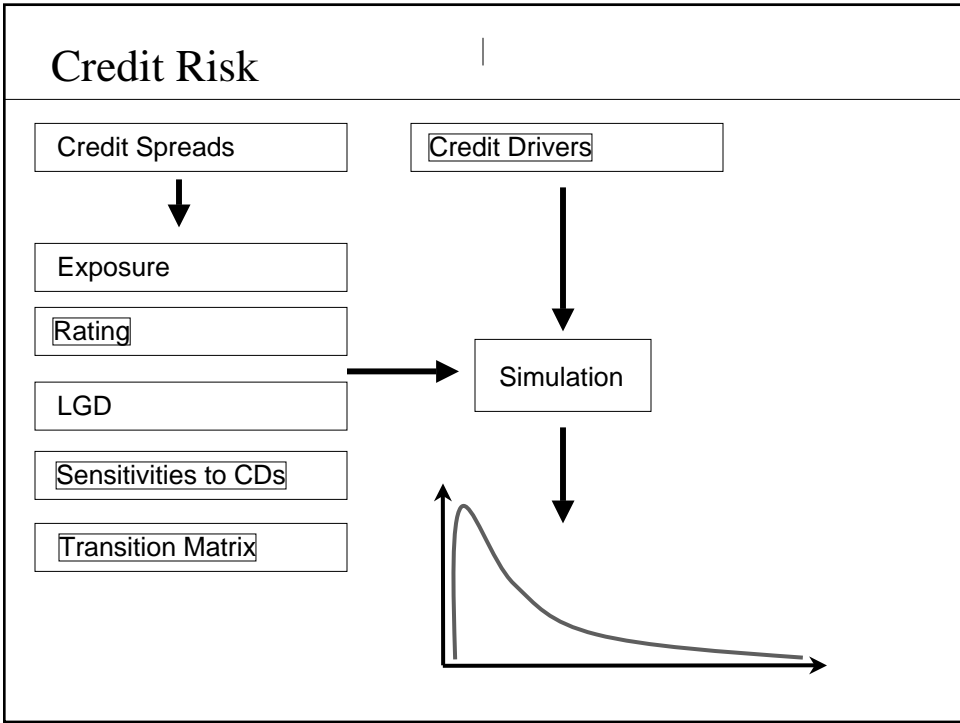 Credit Risk
Credit Spreads
Credit Drivers
Exposure
Rating
LGD
Sensitivities to CDs
Transition Matrix
Simulation